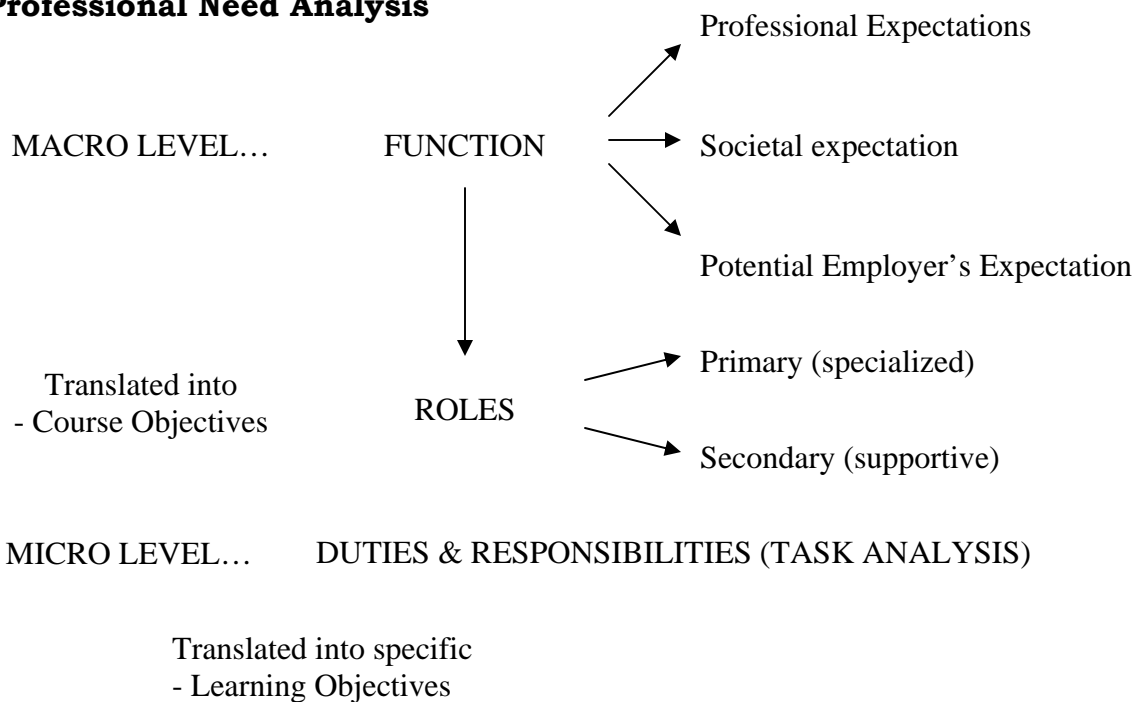 Professional Need Analysis
Professional Expectations
MACRO LEVEL… FUNCTION Societal expectation
Potential Employer’s Expectation
Primary (specialized)
Translated into
- Course Objectives
ROLES
Secondary (supportive)
MICRO LEVEL… DUTIES & RESPONSIBILITIES (TASK ANALYSIS)
Translated into specific
- Learning Objectives